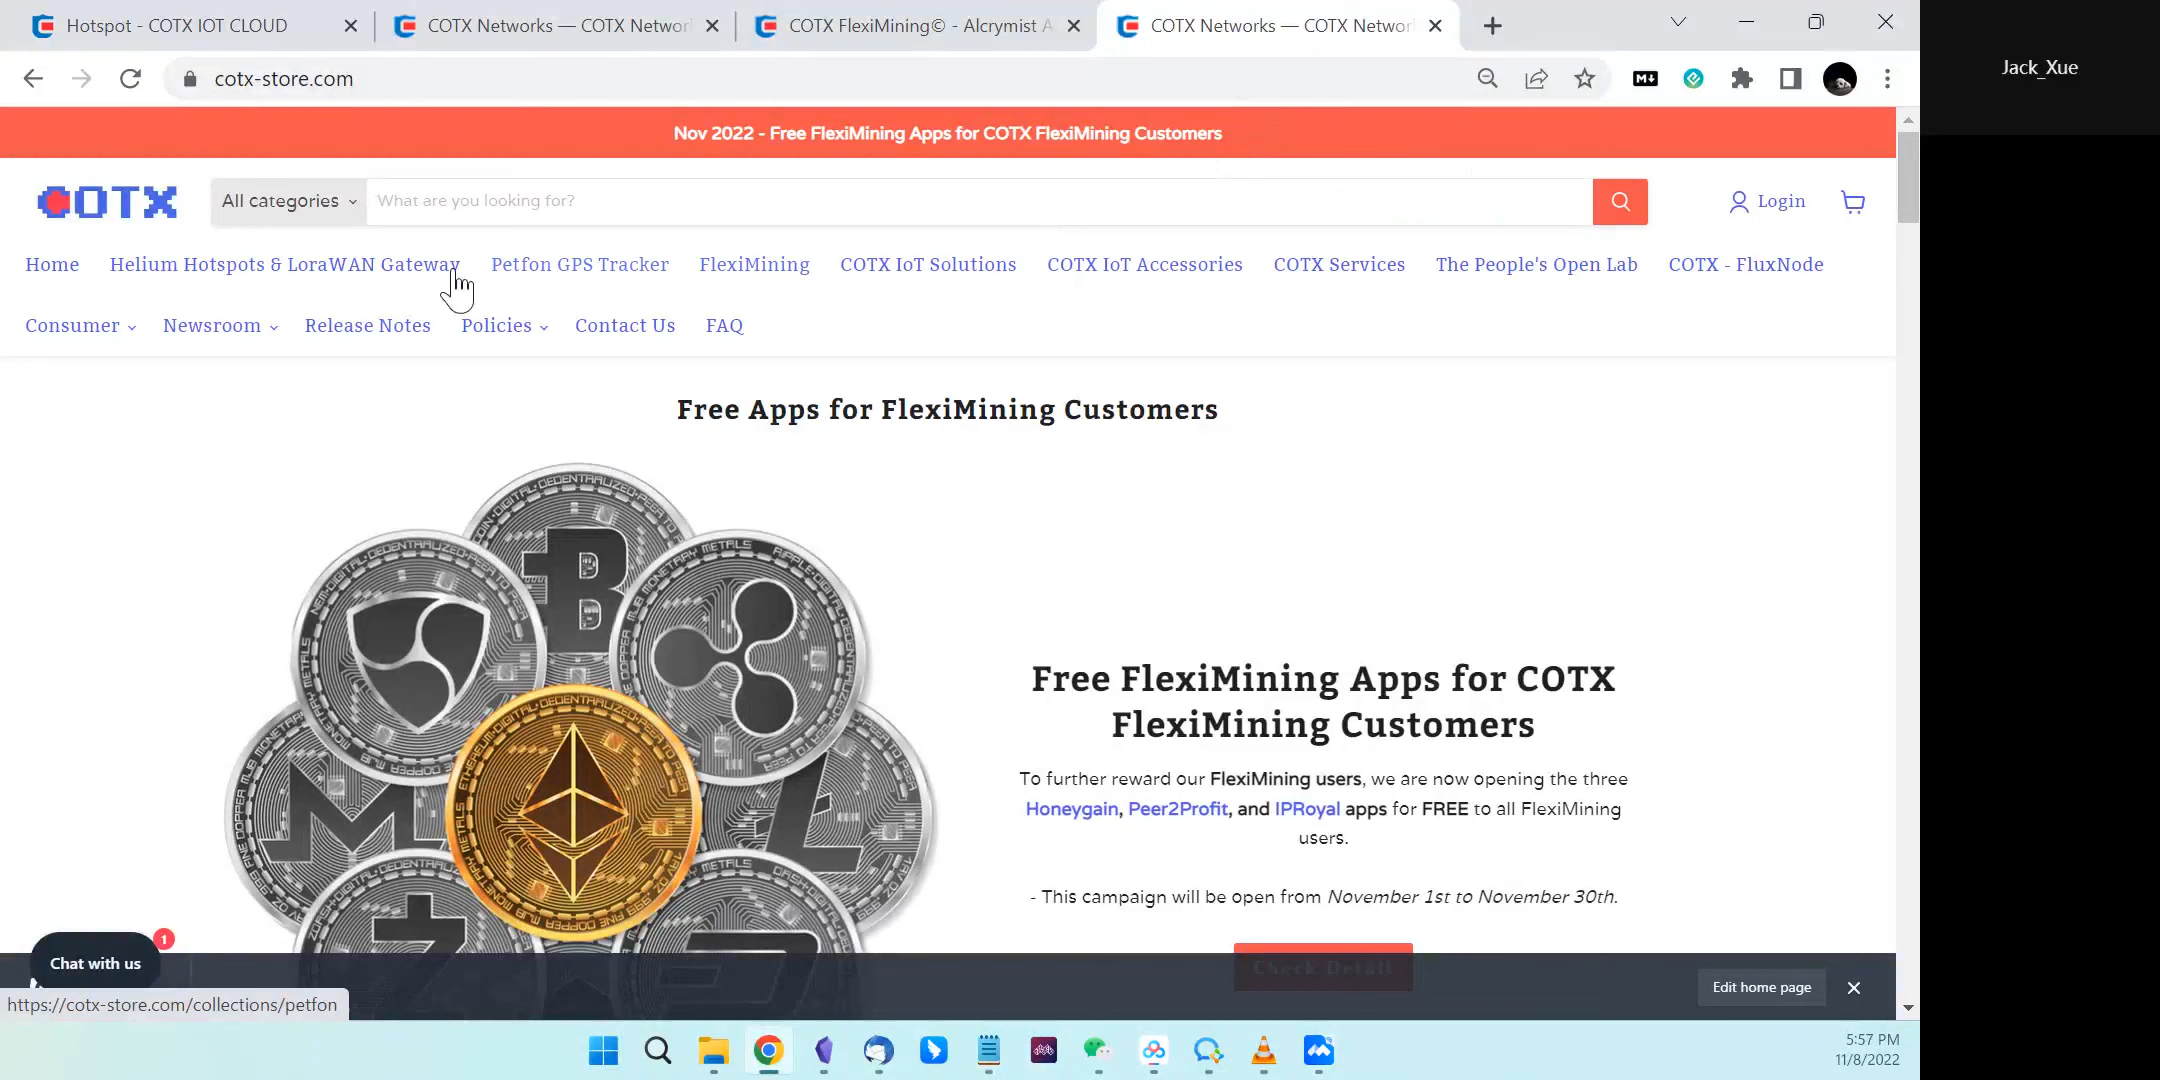 Hotspot - COTX IOT CLOUD
COTX Networks — COTX Networ
COTX FlexiMining© - Alcrymist A
COTX Networks — COTX Networ
Jack_Xue
cotx-store.com
Nov 2022 - Free FlexiMining Apps for COTX FlexiMining Customers
COTX
All categories
What are you looking for?
Login
Home
Helium Hotspots & LoraWAN Gateway
Petfon GPS Tracker
FlexiMining
COTX IoT Solutions
COTX IoT Accessories
COTX Services
The People's Open Lab
COTX - FluxNode
Consumer
Newsroom
Release Notes
Policies
Contact Us
FAQ
Free Apps for FlexiMining Customers
Free FlexiMining Apps for COTX
FlexiMining Customers
To further reward our FlexiMining users, we are now opening the three
Honeygain, Peer2Profit, and IPRoyal apps for FREE to all FlexiMining
users.
- This campaign will be open from November 1st to November 30th.
Check Detail
1
Chat with us
Edit home page
https://cotx-store.com/collections/petfon
5:57 PM
11/8/2022